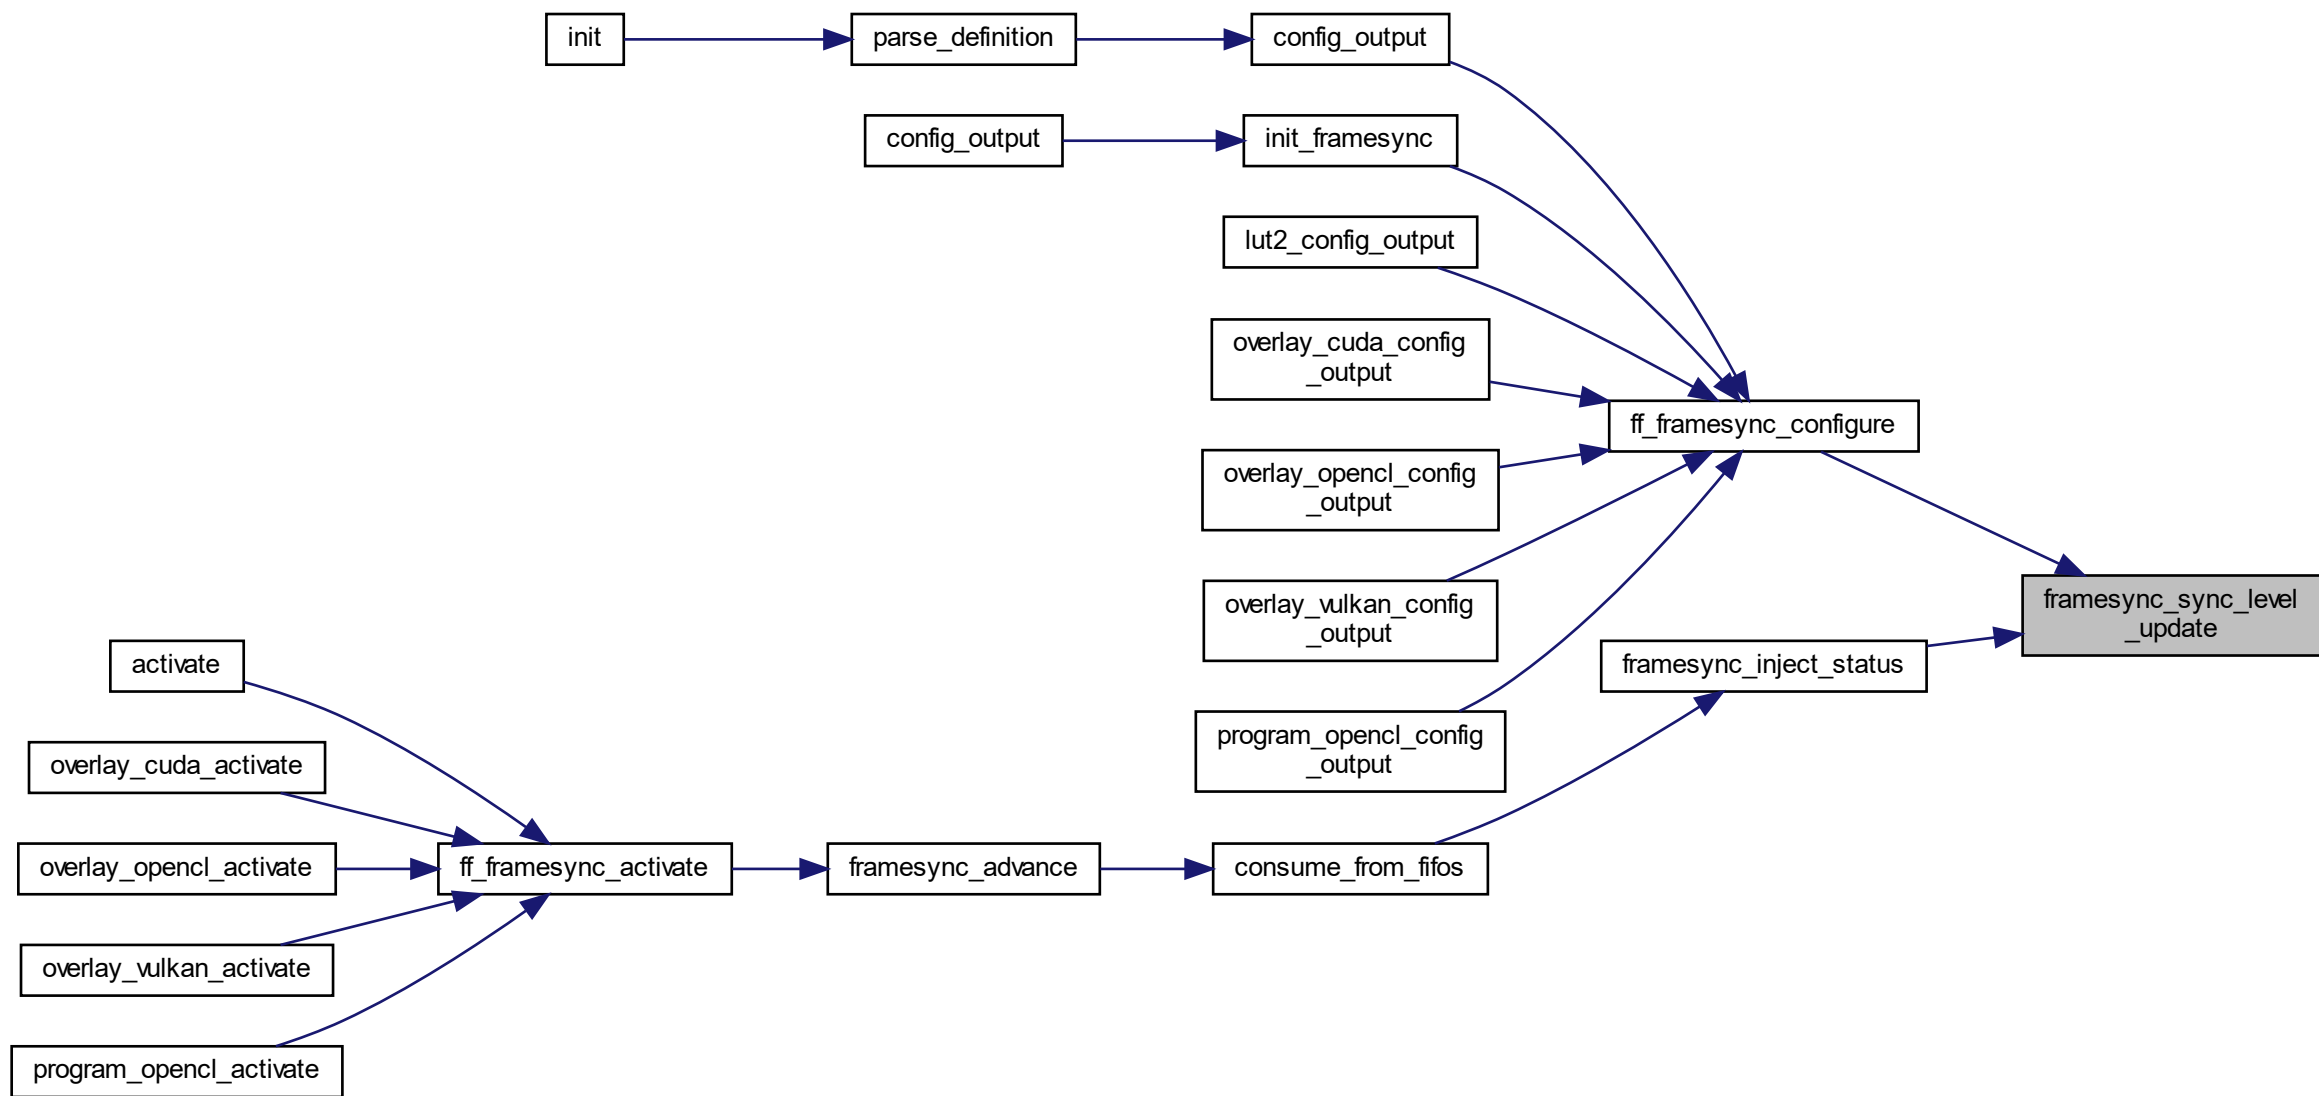 init
parse_definition
config_output
config_output
init_framesync
lut2_config_output
overlay_cuda_config
_output
ff_framesync_configure
overlay_opencl_config
_output
overlay_vulkan_config
_output
framesync_sync_level
_update
activate
framesync_inject_status
program_opencl_config
_output
overlay_cuda_activate
overlay_opencl_activate
ff_framesync_activate
framesync_advance
consume_from_fifos
overlay_vulkan_activate
program_opencl_activate